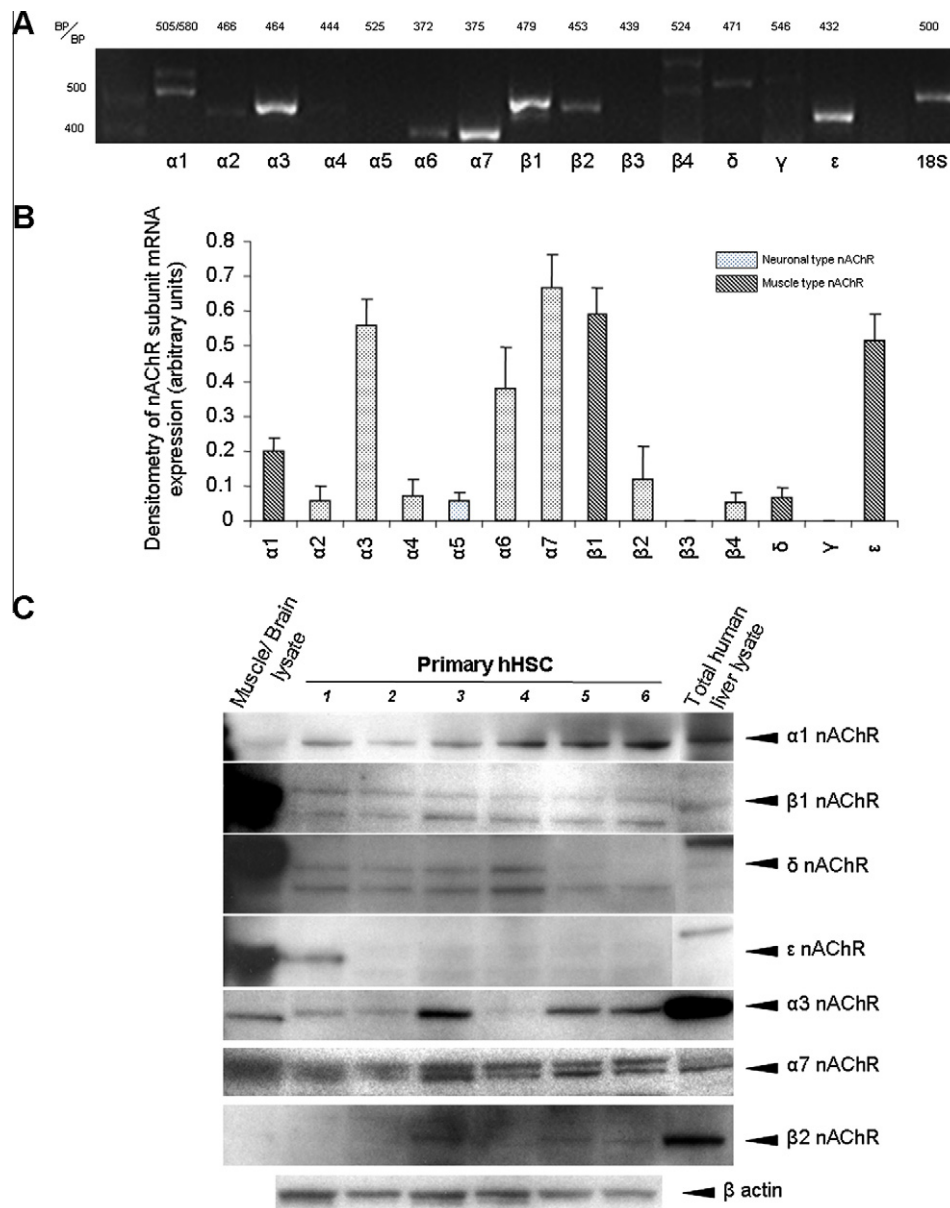 A
BP/BP
505/580 466 464 444 525 372 375 479 453 439 524 471 546 432 500
500
400
α1 α2 α3 α4 α5 α6 α7 β1 β2 β3 β4 δ γ ε 18S
B
Densitometry of nAChR subunit mRNA
expression (arbitrary units)
0.8
0.7
0.6
0.5
0.4
0.3
0.2
0.1
0
Neuronal type nAChR
Muscle type nAChR
α1 α2 α3 α4 α5 α6 α7 β1 β2 β3 β4 δ γ ε
C
Muscle/ Brain
lysate
Primary hHSC
1 2 3 4 5 6
Total human
liver lysate
α1 nAChR
β1 nAChR
δ nAChR
ε nAChR
α3 nAChR
α7 nAChR
β2 nAChR
β actin